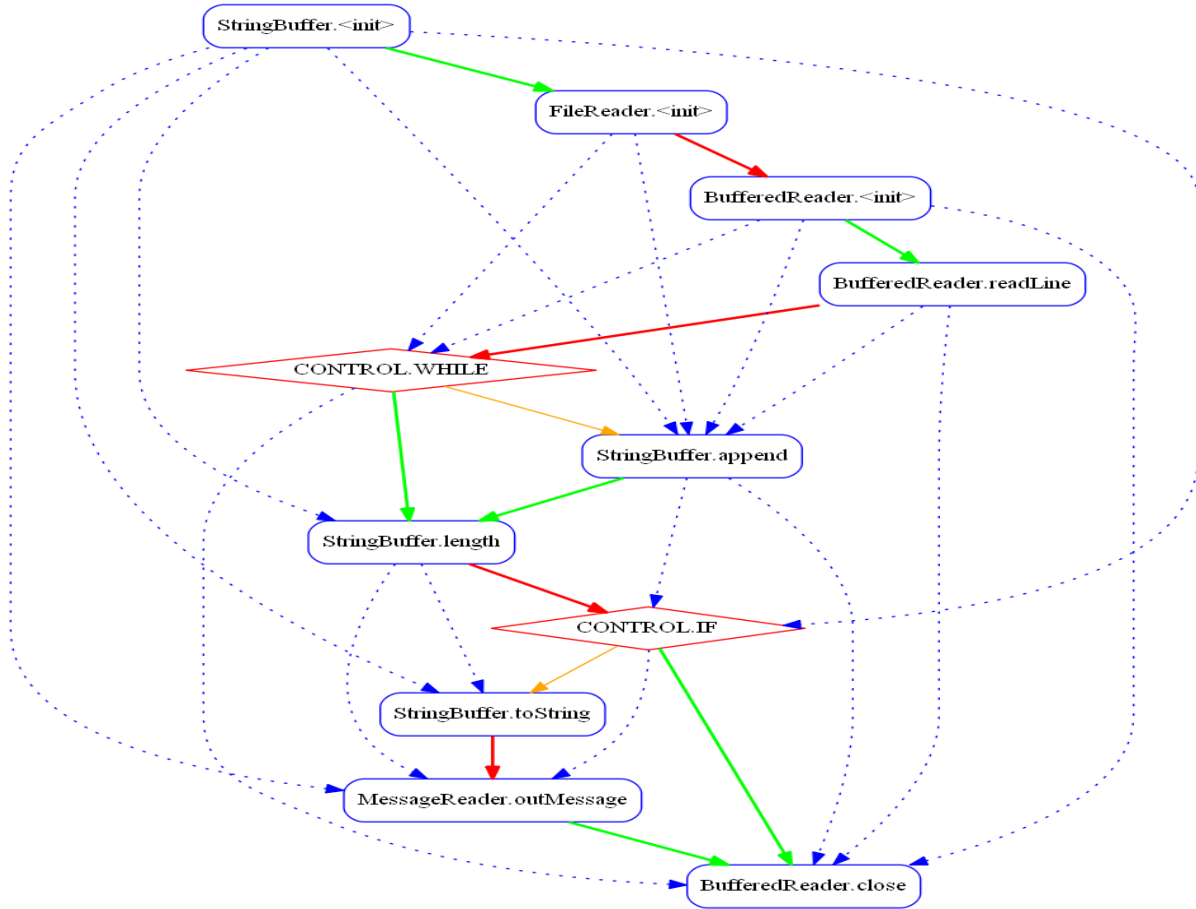 StringBuffer.<init>
FileReader.<init>
BufferedReader.<init>
BufferedReader.readLine
CONTROL.WHILE
StringBuffer.append
StringBuffer.length
CONTROL.IF
StringBuffer.toString
MessageReader.outMessage
BufferedReader.close